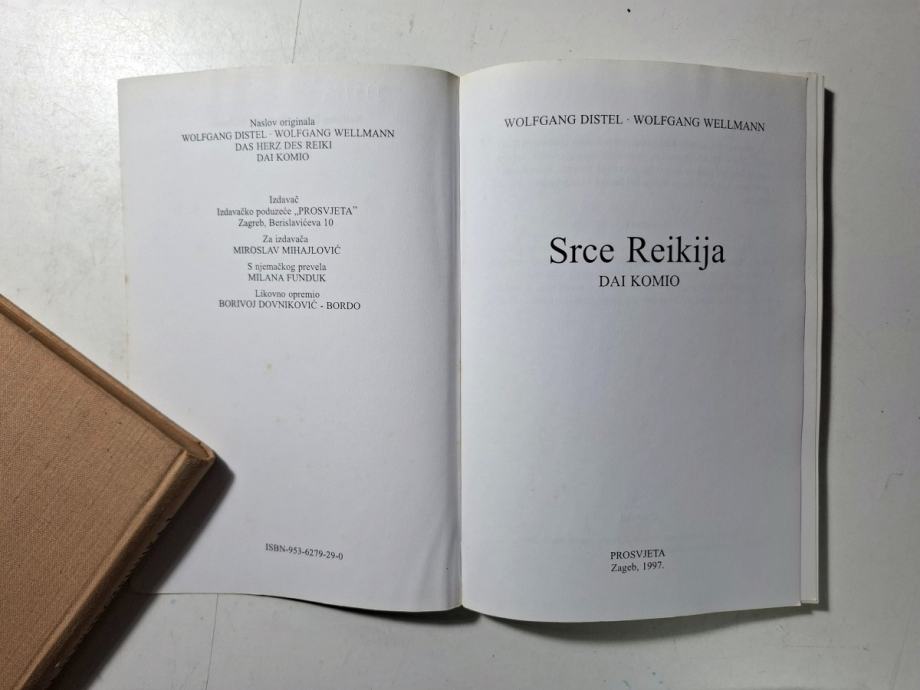 Naslov originala
WOLFGANG DISTEL · WOLFGANG WELLMANN
DAS HERZ DES REIKI
DAI KOMIO
Izdavač
Izdavačko poduzeće „PROSVJETA"
Zagreb, Berislavićeva 10
Za izdavača
MIROSLAV MIHAJLOVIĆ
S njemačkog prevela
MILANA FUNDUK
Likovno opremio
BORIVOJ DOVNIKOVIĆ - BORDO
ISBN-953-6279-29-0
WOLFGANG DISTEL · WOLFGANG WELLMANN
Srce Reikija
DAI KOMIO
PROSVJETA
Zageb, 1997.